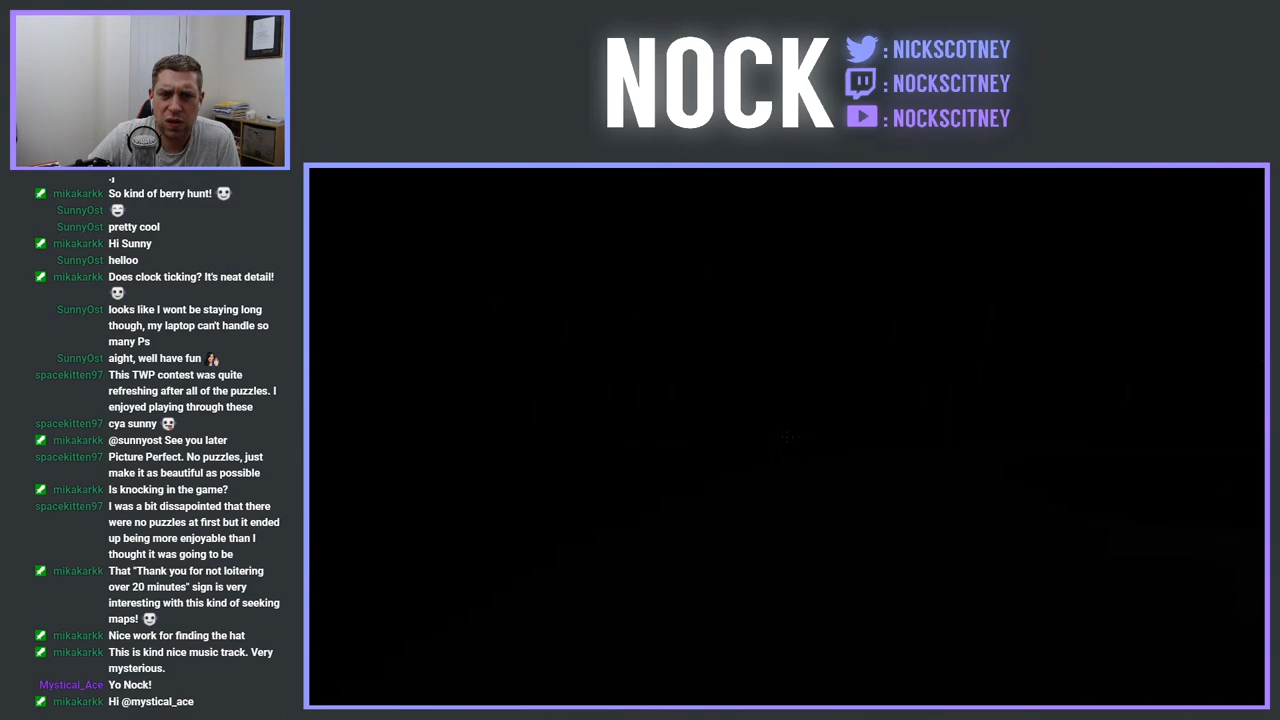 NOCK
: NICKSCOTNEY
: NOCKSCITNEY
: NOCKSCITNEY
mikakarkk So kind of berry hunt!
SunnyOst
SunnyOst pretty cool
mikakarkk Hi Sunny
SunnyOst helloo
mikakarkk Does clock ticking? It's neat detail!
SunnyOst looks like I wont be staying long
though, my laptop can't handle so
many Ps
SunnyOst aight, well have fun
spacekitten97 This TWP contest was quite
refreshing after all of the puzzles. I
enjoyed playing through these
spacekitten97 cya sunny
mikakarkk @sunnyost See you later
spacekitten97 Picture Perfect. No puzzles, just
make it as beautiful as possible
mikakarkk Is knocking in the game?
spacekitten97 I was a bit dissapointed that there
were no puzzles at first but it ended
up being more enjoyable than I
thought it was going to be
mikakarkk That "Thank you for not loitering
over 20 minutes" sign is very
interesting with this kind of seeking
maps!
mikakarkk Nice work for finding the hat
mikakarkk This is kind nice music track. Very
mysterious.
Mystical_Ace Yo Nock!
mikakarkk Hi @mystical_ace